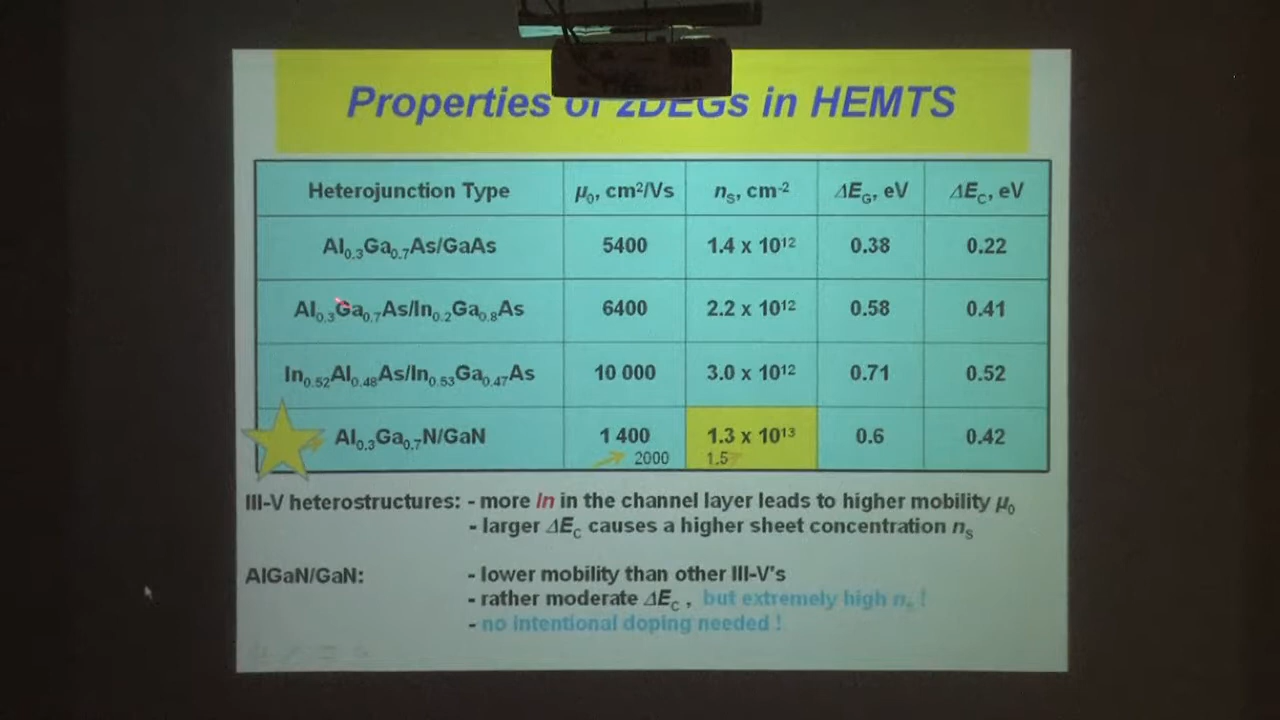 Properties of 2DEGs in HEMTS
Heterojunction Type μ₀, cm²/Vs nₛ, cm⁻² ΔE_G, eV ΔE_C, eV
Al₀.₃Ga₀.₇As/GaAs 5400 1.4 x 10¹² 0.38 0.22
Al₀.₃Ga₀.₇As/In₀.₂Ga₀.₈As 6400 2.2 x 10¹² 0.58 0.41
In₀.₅₂Al₀.₄₈As/In₀.₅₃Ga₀.₄₇As 10 000 3.0 x 10¹² 0.71 0.52
Al₀.₃Ga₀.₇N/GaN 1 400 1.3 x 10¹³ 0.6 0.42
2000 1.5
III-V heterostructures: - more In in the channel layer leads to higher mobility μ₀
- larger ΔE_C causes a higher sheet concentration nₛ
AlGaN/GaN: - lower mobility than other III-V's
- rather moderate ΔE_C , but extremely high nₛ !
- no intentional doping needed !